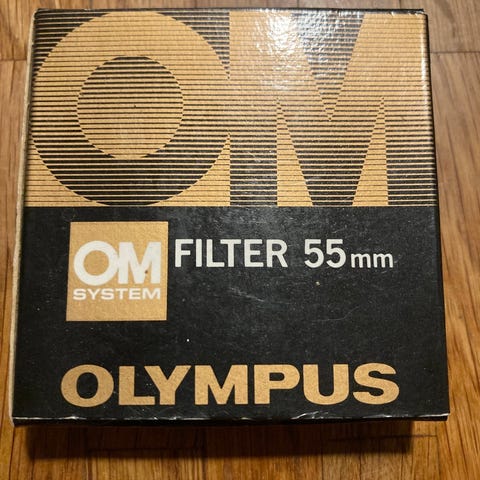 OM
OM
SYSTEM
FILTER 55mm
OLYMPUS